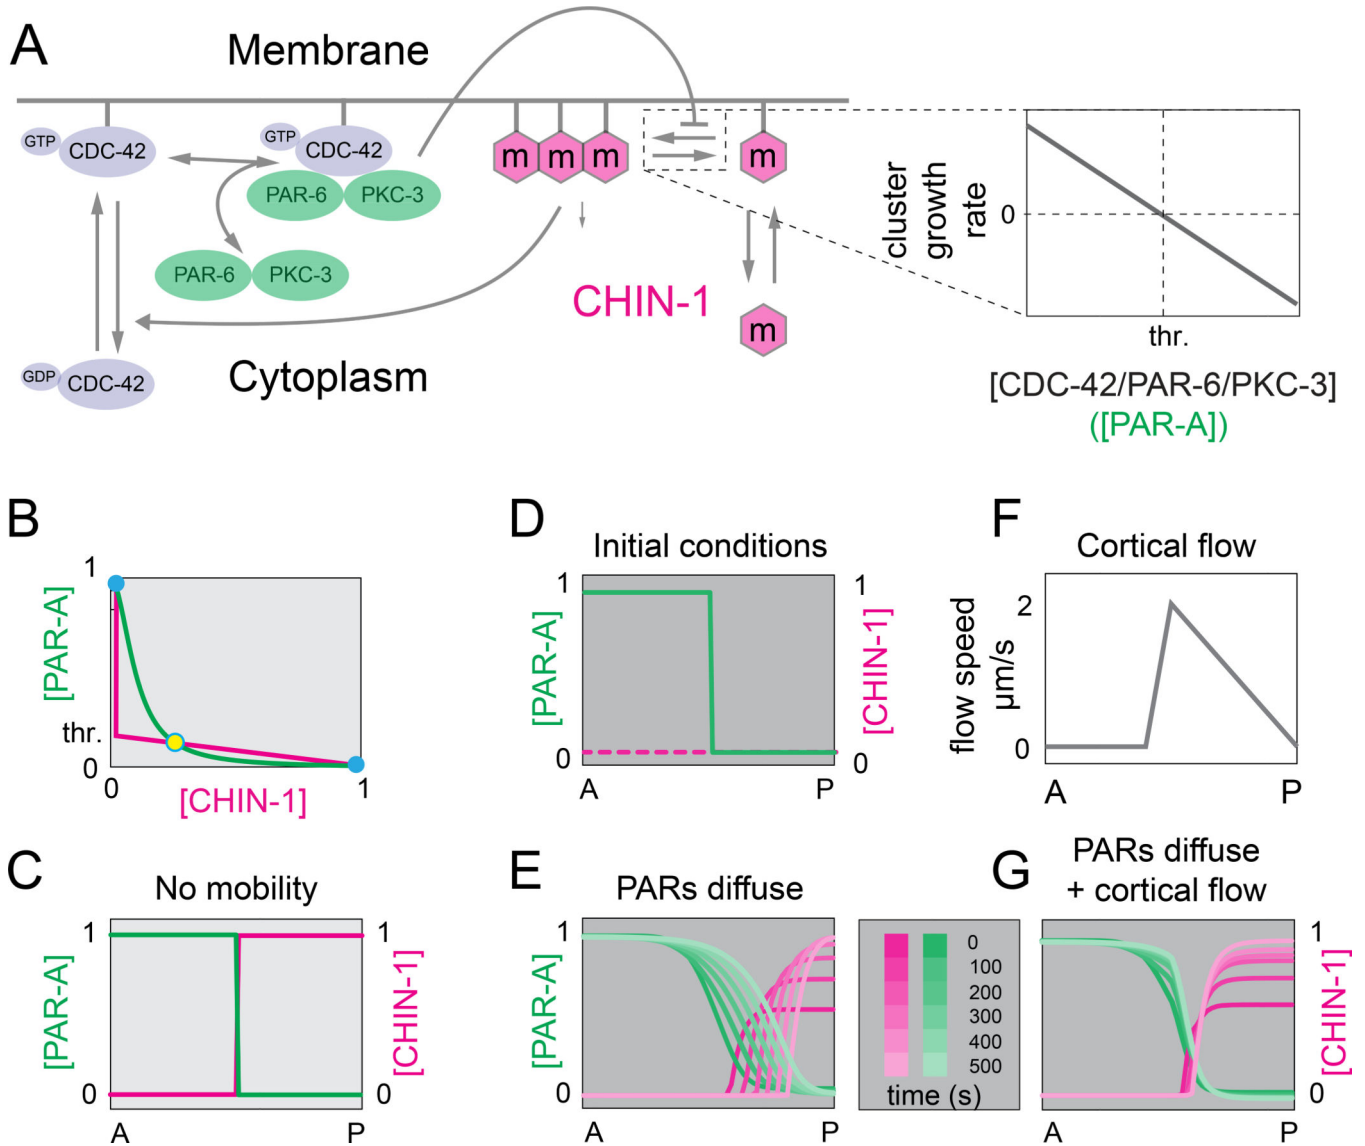 A
Membrane
GTP
CDC-42
GTP
CDC-42
PAR-6
PKC-3
m
m
m
m
PAR-6
PKC-3
CHIN-1
m
GDP
CDC-42
Cytoplasm
cluster
growth
rate
0
thr.
[CDC-42/PAR-6/PKC-3]
([PAR-A])
B
1
[PAR-A]
thr.
0
0
[CHIN-1]
1
C
No mobility
1
[PAR-A]
0
1
[CHIN-1]
0
A
P
D
Initial conditions
1
[PAR-A]
0
1
[CHIN-1]
0
A
P
E
PARs diffuse
1
[PAR-A]
0
A
P
0
100
200
300
400
500
time (s)
F
Cortical flow
flow speed
μm/s
2
0
A
P
G
PARs diffuse
+ cortical flow
1
[CHIN-1]
0
A
P